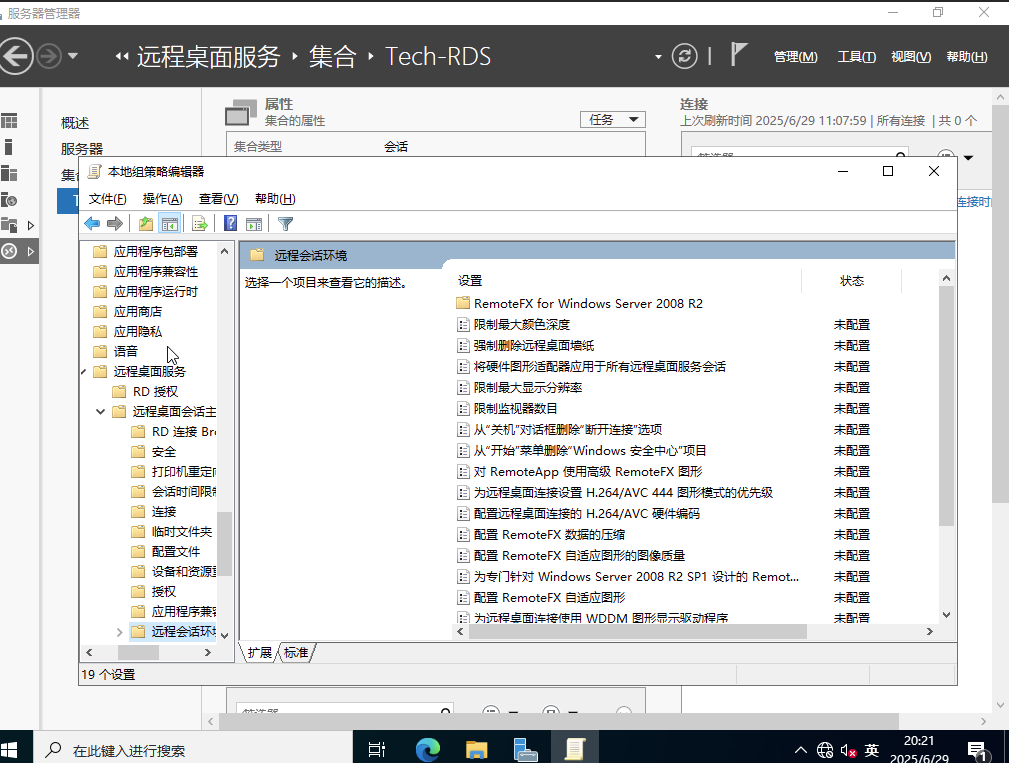 服务器管理器
远程桌面服务 集合 Tech-RDS
管理(M) 工具(T) 视图(V) 帮助(H)
概述
服务器
属性
集合的属性
任务
集合类型 会话
连接
上次刷新时间 2025/6/29 11:07:59 | 所有连接 | 共 0 个
连接时
本地组策略编辑器
文件(F) 操作(A) 查看(V) 帮助(H)
应用程序包部署
应用程序兼容性
应用程序运行时
应用商店
应用隐私
语音
远程桌面服务
RD 授权
远程桌面会话主
RD 连接 Bro
安全
打印机重定向
会话时间限制
连接
临时文件夹
配置文件
设备和资源重
授权
应用程序兼容
远程会话环境
远程会话环境
选择一个项目来查看它的描述。
设置 状态
RemoteFX for Windows Server 2008 R2
限制最大颜色深度 未配置
强制删除远程桌面墙纸 未配置
将硬件图形适配器应用于所有远程桌面服务会话 未配置
限制最大显示分辨率 未配置
限制监视器数目 未配置
从“关机”对话框删除“断开连接”选项 未配置
从“开始”菜单删除“Windows 安全中心”项目 未配置
对 RemoteApp 使用高级 RemoteFX 图形 未配置
为远程桌面连接设置 H.264/AVC 444 图形模式的优先级 未配置
配置远程桌面连接的 H.264/AVC 硬件编码 未配置
配置 RemoteFX 数据的压缩 未配置
配置 RemoteFX 自适应图形的图像质量 未配置
为专门针对 Windows Server 2008 R2 SP1 设计的 Remot... 未配置
配置 RemoteFX 自适应图形 未配置
为远程桌面连接使用 WDDM 图形显示驱动程序 未配置
扩展 标准
19 个设置
在此键入进行搜索
英
20:21
2025/6/29
1